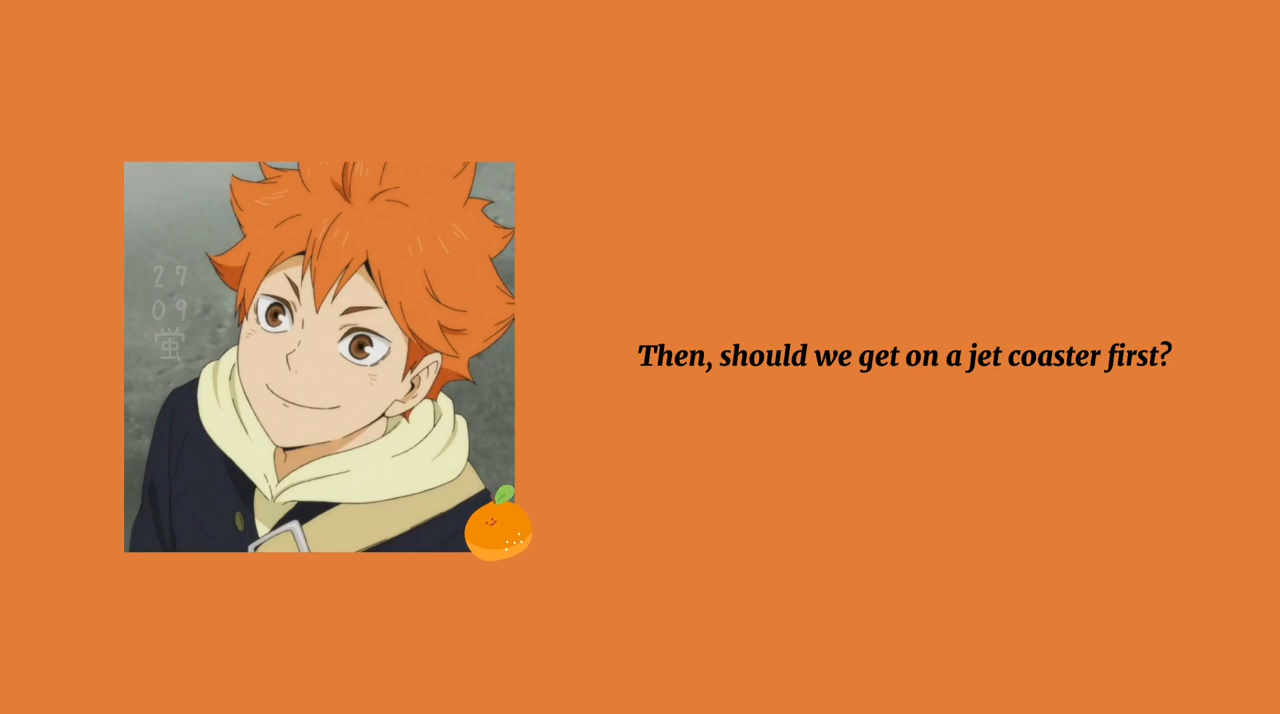 27
09
蛍
Then, should we get on a jet coaster first?